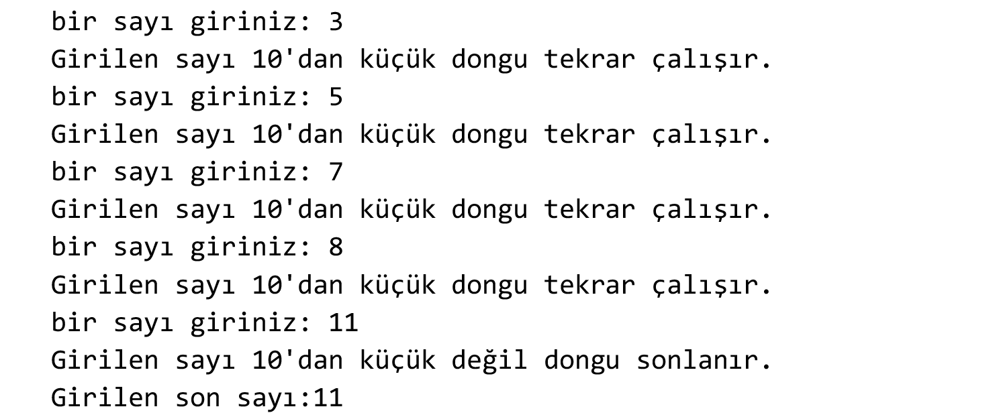 bir sayı giriniz: 3
Girilen sayı 10'dan küçük dongu tekrar çalışır.
bir sayı giriniz: 5
Girilen sayı 10'dan küçük dongu tekrar çalışır.
bir sayı giriniz: 7
Girilen sayı 10'dan küçük dongu tekrar çalışır.
bir sayı giriniz: 8
Girilen sayı 10'dan küçük dongu tekrar çalışır.
bir sayı giriniz: 11
Girilen sayı 10'dan küçük değil dongu sonlanır.
Girilen son sayı:11